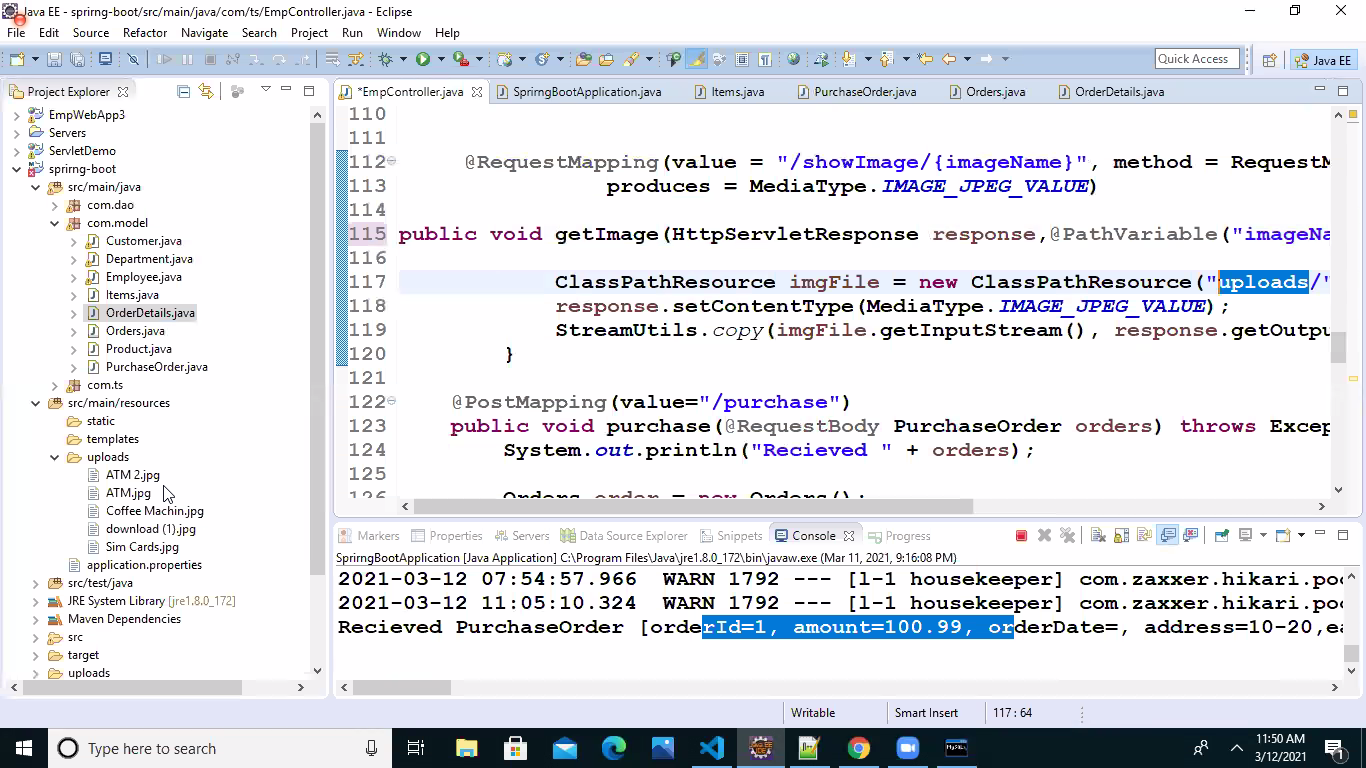 Java EE - sprirng-boot/src/main/java/com/ts/EmpController.java - Eclipse
File Edit Source Refactor Navigate Search Project Run Window Help
Quick Access
Java EE
Project Explorer
EmpWebApp3
Servers
ServletDemo
sprirng-boot
src/main/java
com.dao
com.model
Customer.java
Department.java
Employee.java
Items.java
OrderDetails.java
Orders.java
Product.java
PurchaseOrder.java
com.ts
src/main/resources
static
templates
uploads
ATM 2.jpg
ATM.jpg
Coffee Machin.jpg
download (1).jpg
Sim Cards.jpg
application.properties
src/test/java
JRE System Library [jre1.8.0_172]
Maven Dependencies
src
target
uploads
*EmpController.java SprirngBootApplication.java Items.java PurchaseOrder.java Orders.java OrderDetails.java
110
111
112 @RequestMapping(value = "/showImage/{imageName}", method = RequestM
113 produces = MediaType.IMAGE_JPEG_VALUE)
114
115 public void getImage(HttpServletResponse response,@PathVariable("imageNa
116
117 ClassPathResource imgFile = new ClassPathResource("uploads/"
118 response.setContentType(MediaType.IMAGE_JPEG_VALUE);
119 StreamUtils.copy(imgFile.getInputStream(), response.getOutpu
120 }
121
122 @PostMapping(value="/purchase")
123 public void purchase(@RequestBody PurchaseOrder orders) throws Excep
124 System.out.println("Recieved " + orders);
125
126 Orders order = new Orders();
Markers Properties Servers Data Source Explorer Snippets Console Progress
SprirngBootApplication [Java Application] C:\Program Files\Java\jre1.8.0_172\bin\javaw.exe (Mar 11, 2021, 9:16:08 PM)
2021-03-12 07:54:57.966 WARN 1792 --- [l-1 housekeeper] com.zaxxer.hikari.poo
2021-03-12 11:05:10.324 WARN 1792 --- [l-1 housekeeper] com.zaxxer.hikari.poo
Recieved PurchaseOrder [orderId=1, amount=100.99, orderDate=, address=10-20,ea
Writable Smart Insert 117 : 64
Type here to search
11:50 AM
3/12/2021
1